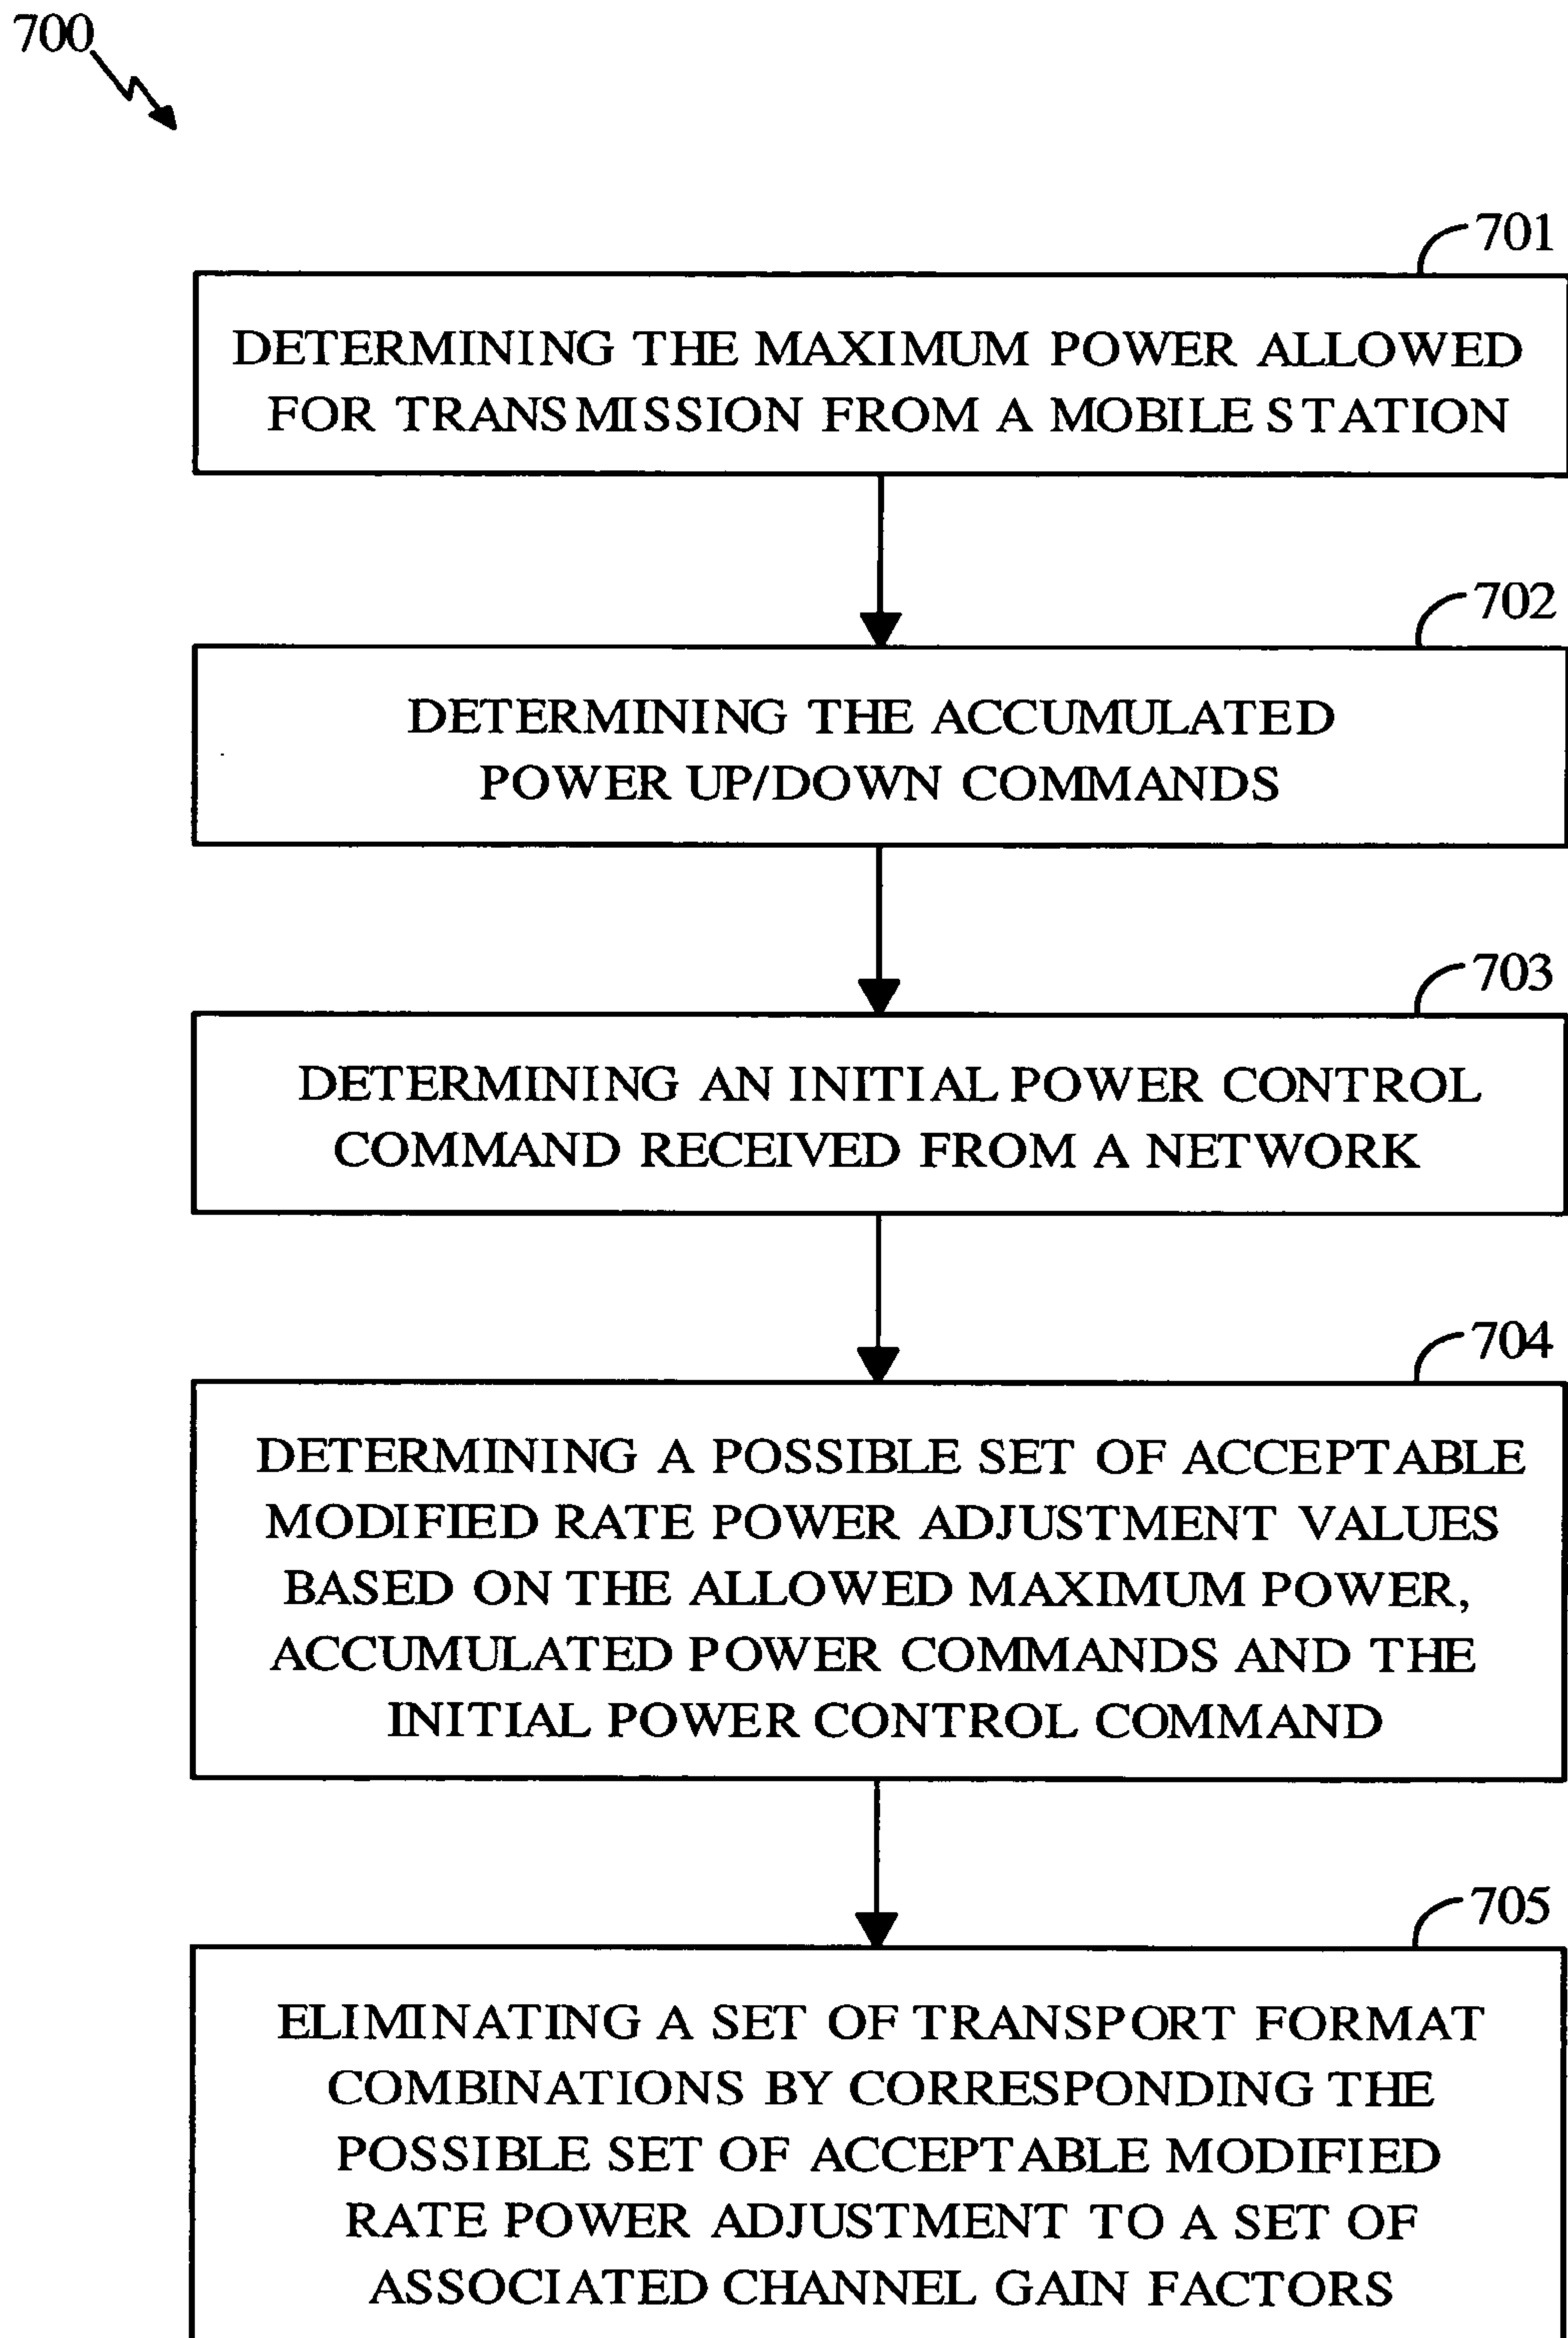 700
701
DETERMINING THE MAXIMUM POWER ALLOWED
FOR TRANSMISSION FROM A MOBILE STATION
702
DETERMINING THE ACCUMULATED
POWER UP/DOWN COMMANDS
703
DETERMINING AN INITIAL POWER CONTROL
COMMAND RECEIVED FROM A NETWORK
704
DETERMINING A POSSIBLE SET OF ACCEPTABLE
MODIFIED RATE POWER ADJUSTMENT VALUES
BASED ON THE ALLOWED MAXIMUM POWER,
ACCUMULATED POWER COMMANDS AND THE
INITIAL POWER CONTROL COMMAND
705
ELIMINATING A SET OF TRANSPORT FORMAT
COMBINATIONS BY CORRESPONDING THE
POSSIBLE SET OF ACCEPTABLE MODIFIED
RATE POWER ADJUSTMENT TO A SET OF
ASSOCIATED CHANNEL GAIN FACTORS